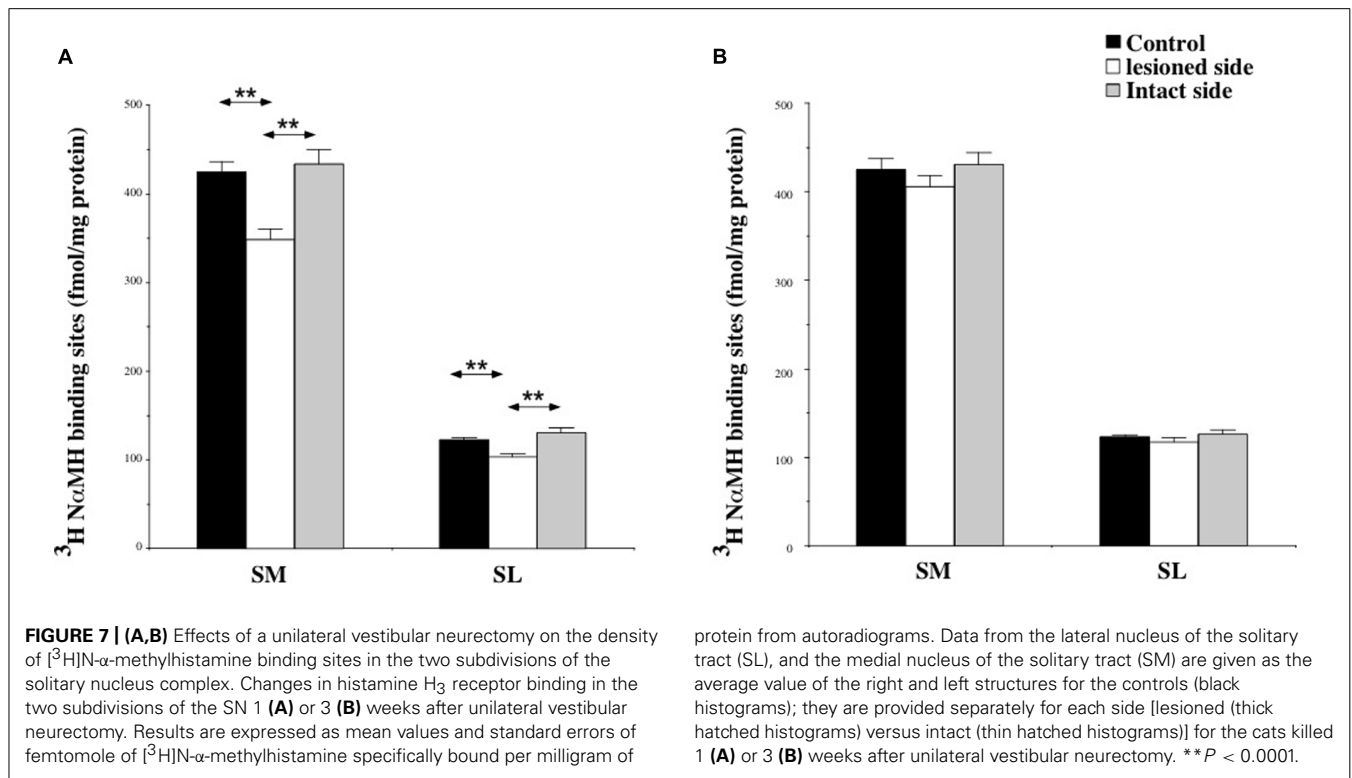 A
B
Control
lesioned side
Intact side
³H NαMH binding sites (fmol/mg protein)
500
400
300
200
100
0
**
**
**
**
SM
SL
³H NαMH binding sites (fmol/mg protein)
500
400
300
200
100
0
SM
SL
FIGURE 7 | (A,B) Effects of a unilateral vestibular neurectomy on the density
of [³H]N-α-methylhistamine binding sites in the two subdivisions of the
solitary nucleus complex. Changes in histamine H₃ receptor binding in the
two subdivisions of the SN 1 (A) or 3 (B) weeks after unilateral vestibular
neurectomy. Results are expressed as mean values and standard errors of
femtomole of [³H]N-α-methylhistamine specifically bound per milligram of
protein from autoradiograms. Data from the lateral nucleus of the solitary
tract (SL), and the medial nucleus of the solitary tract (SM) are given as the
average value of the right and left structures for the controls (black
histograms); they are provided separately for each side [lesioned (thick
hatched histograms) versus intact (thin hatched histograms)] for the cats killed
1 (A) or 3 (B) weeks after unilateral vestibular neurectomy. **P < 0.0001.